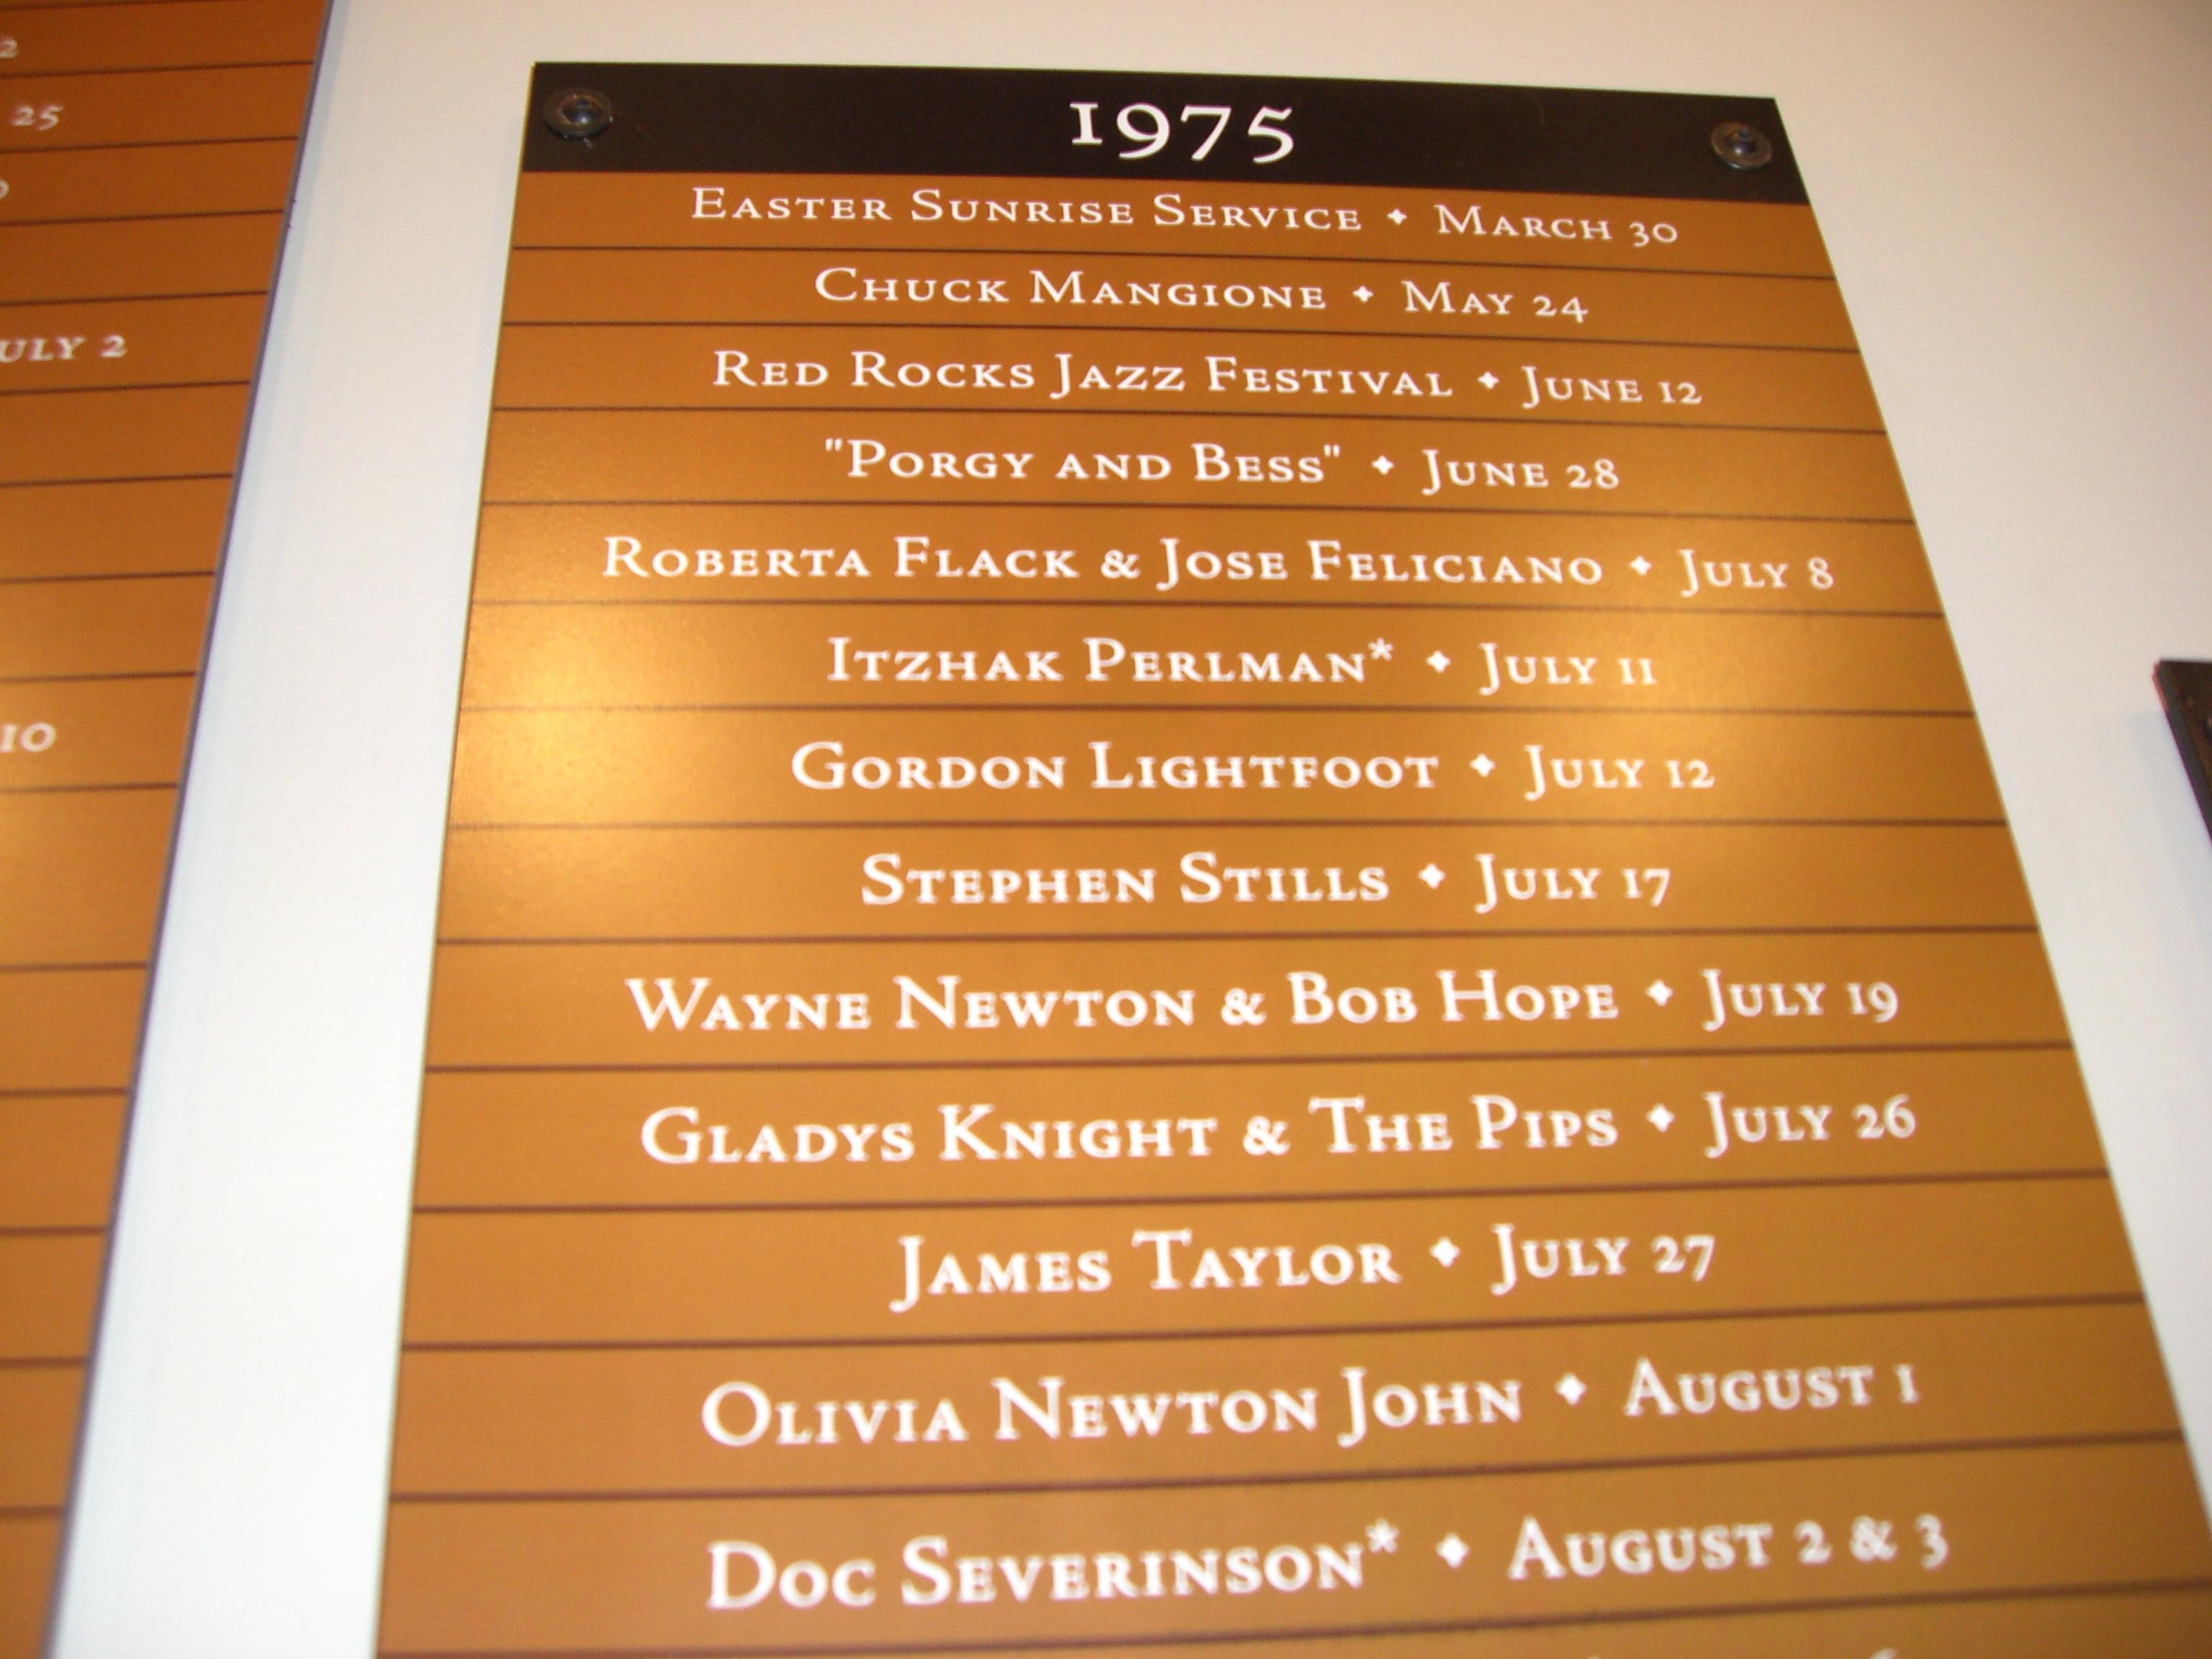 2
25
ULY 2
10
1975
EASTER SUNRISE SERVICE ✦ MARCH 30
CHUCK MANGIONE ✦ MAY 24
RED ROCKS JAZZ FESTIVAL ✦ JUNE 12
"PORGY AND BESS" ✦ JUNE 28
ROBERTA FLACK & JOSE FELICIANO ✦ JULY 8
ITZHAK PERLMAN* ✦ JULY 11
GORDON LIGHTFOOT ✦ JULY 12
STEPHEN STILLS ✦ JULY 17
WAYNE NEWTON & BOB HOPE ✦ JULY 19
GLADYS KNIGHT & THE PIPS ✦ JULY 26
JAMES TAYLOR ✦ JULY 27
OLIVIA NEWTON JOHN ✦ AUGUST 1
DOC SEVERINSON* ✦ AUGUST 2 & 3